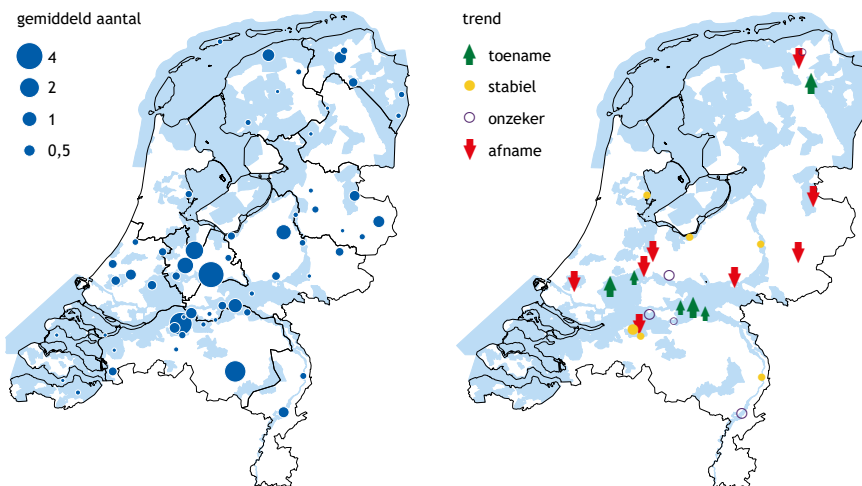 gemiddeld aantal
4
2
1
0,5
trend
toename
stabiel
onzeker
afname